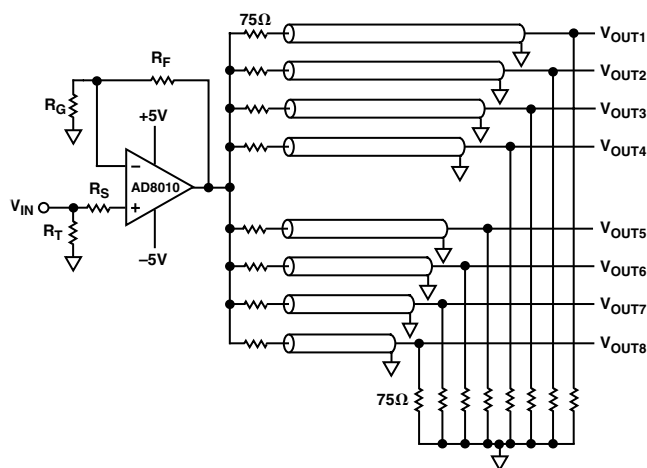 75Ω
VOUT1
RF
VOUT2
RG
+5V
VOUT3
VOUT4
–
AD8010
RS
VIN
+
RT
–5V
VOUT5
VOUT6
VOUT7
VOUT8
75Ω